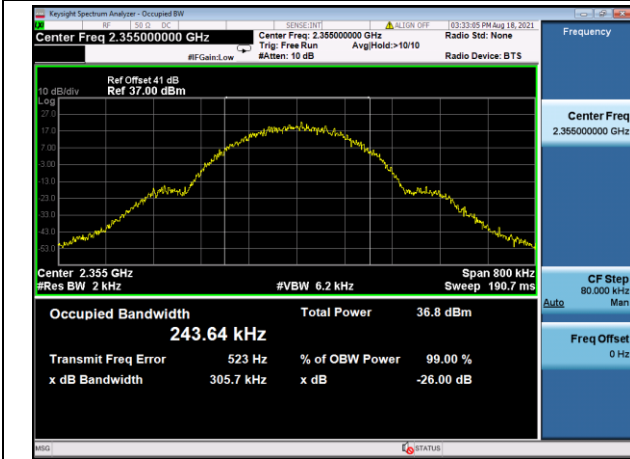 Keysight Spectrum Analyzer - Occupied BW
RF 50 Ω DC SENSE:INT ALIGN OFF 03:33:05 PM Aug 18, 2021
Center Freq 2.355000000 GHz
Center Freq: 2.355000000 GHz Radio Std: None
Trig: Free Run Avg|Hold:>10/10
#IFGain:Low #Atten: 10 dB Radio Device: BTS
Frequency
Ref Offset 41 dB
10 dB/div Ref 37.00 dBm
Log
27.0
17.0
7.00
-3.00
-13.0
-23.0
-33.0
-43.0
-53.0
Center 2.355 GHz Span 800 kHz
#Res BW 2 kHz #VBW 6.2 kHz Sweep 190.7 ms
Occupied Bandwidth Total Power 36.8 dBm
243.64 kHz
Transmit Freq Error 523 Hz % of OBW Power 99.00 %
x dB Bandwidth 305.7 kHz x dB -26.00 dB
Center Freq
2.355000000 GHz
CF Step
80.000 kHz
Auto Man
Freq Offset
0 Hz
MSG STATUS